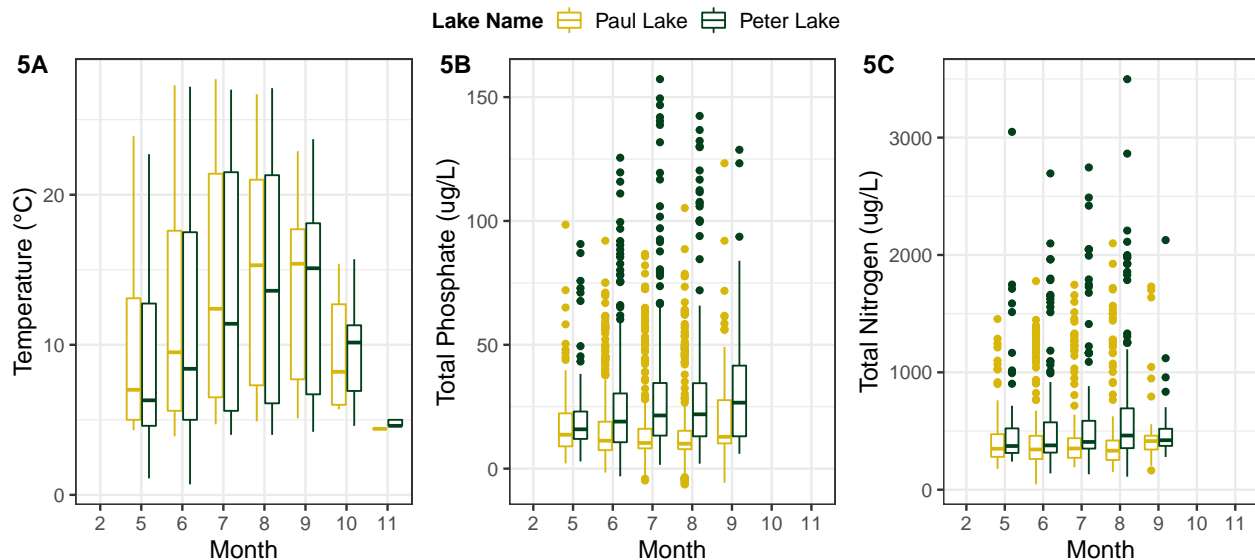 Lake Name Paul Lake Peter Lake
5A
Temperature (°C)
20
10
0
2 5 6 7 8 9 10 11
Month
5B
Total Phosphate (ug/L)
150
100
50
0
2 5 6 7 8 9 10 11
Month
5C
Total Nitrogen (ug/L)
3000
2000
1000
0
2 5 6 7 8 9 10 11
Month